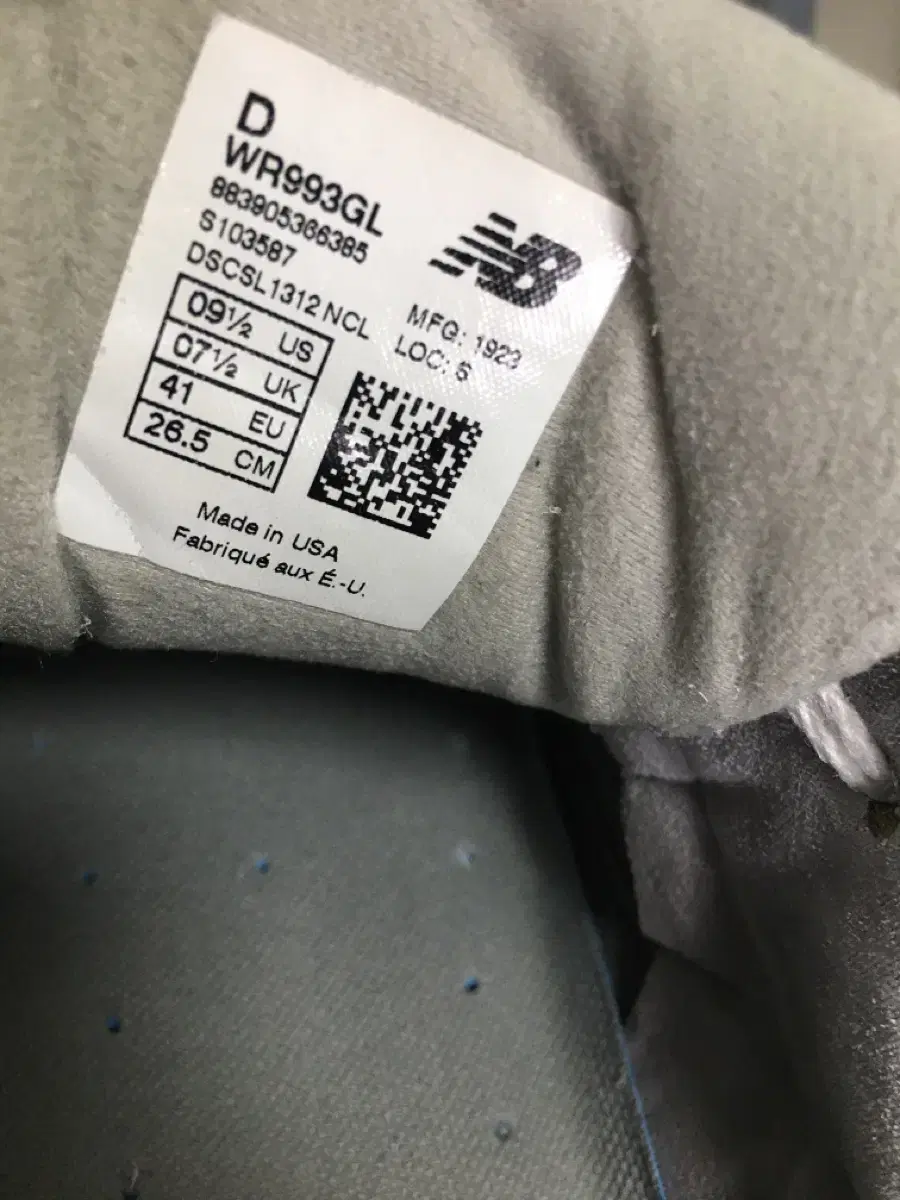 D
WR993GL
883905366385
S103587
DSCSL1312 NCL
NB
MFG: 1923
LOC: S
09½ US
07½ UK
41 EU
26.5 CM
Made in USA
Fabriqué aux É.-U.